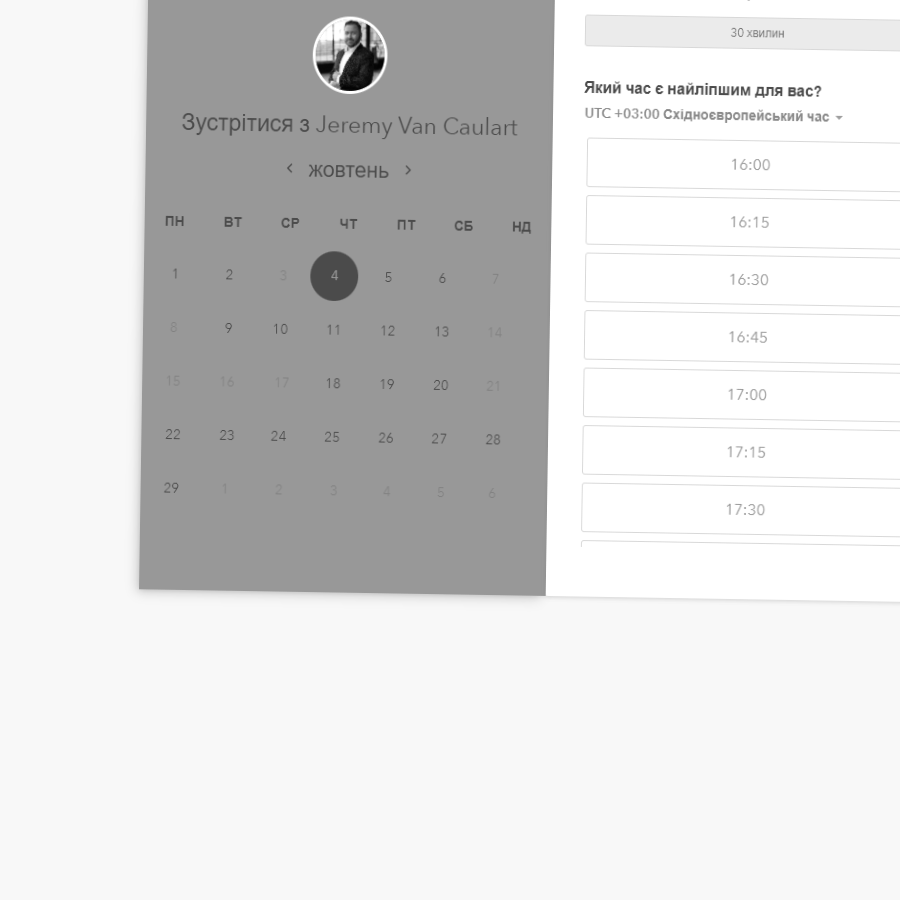 Зустрітися з Jeremy Van Caulart
жовтень
ПН ВТ СР ЧТ ПТ СБ НД
1 2 3 4 5 6 7
8 9 10 11 12 13 14
15 16 17 18 19 20 21
22 23 24 25 26 27 28
29 1 2 3 4 5 6
30 хвилин
Який час є найліпшим для вас?
UTC +03:00 Східноєвропейський час
16:00
16:15
16:30
16:45
17:00
17:15
17:30